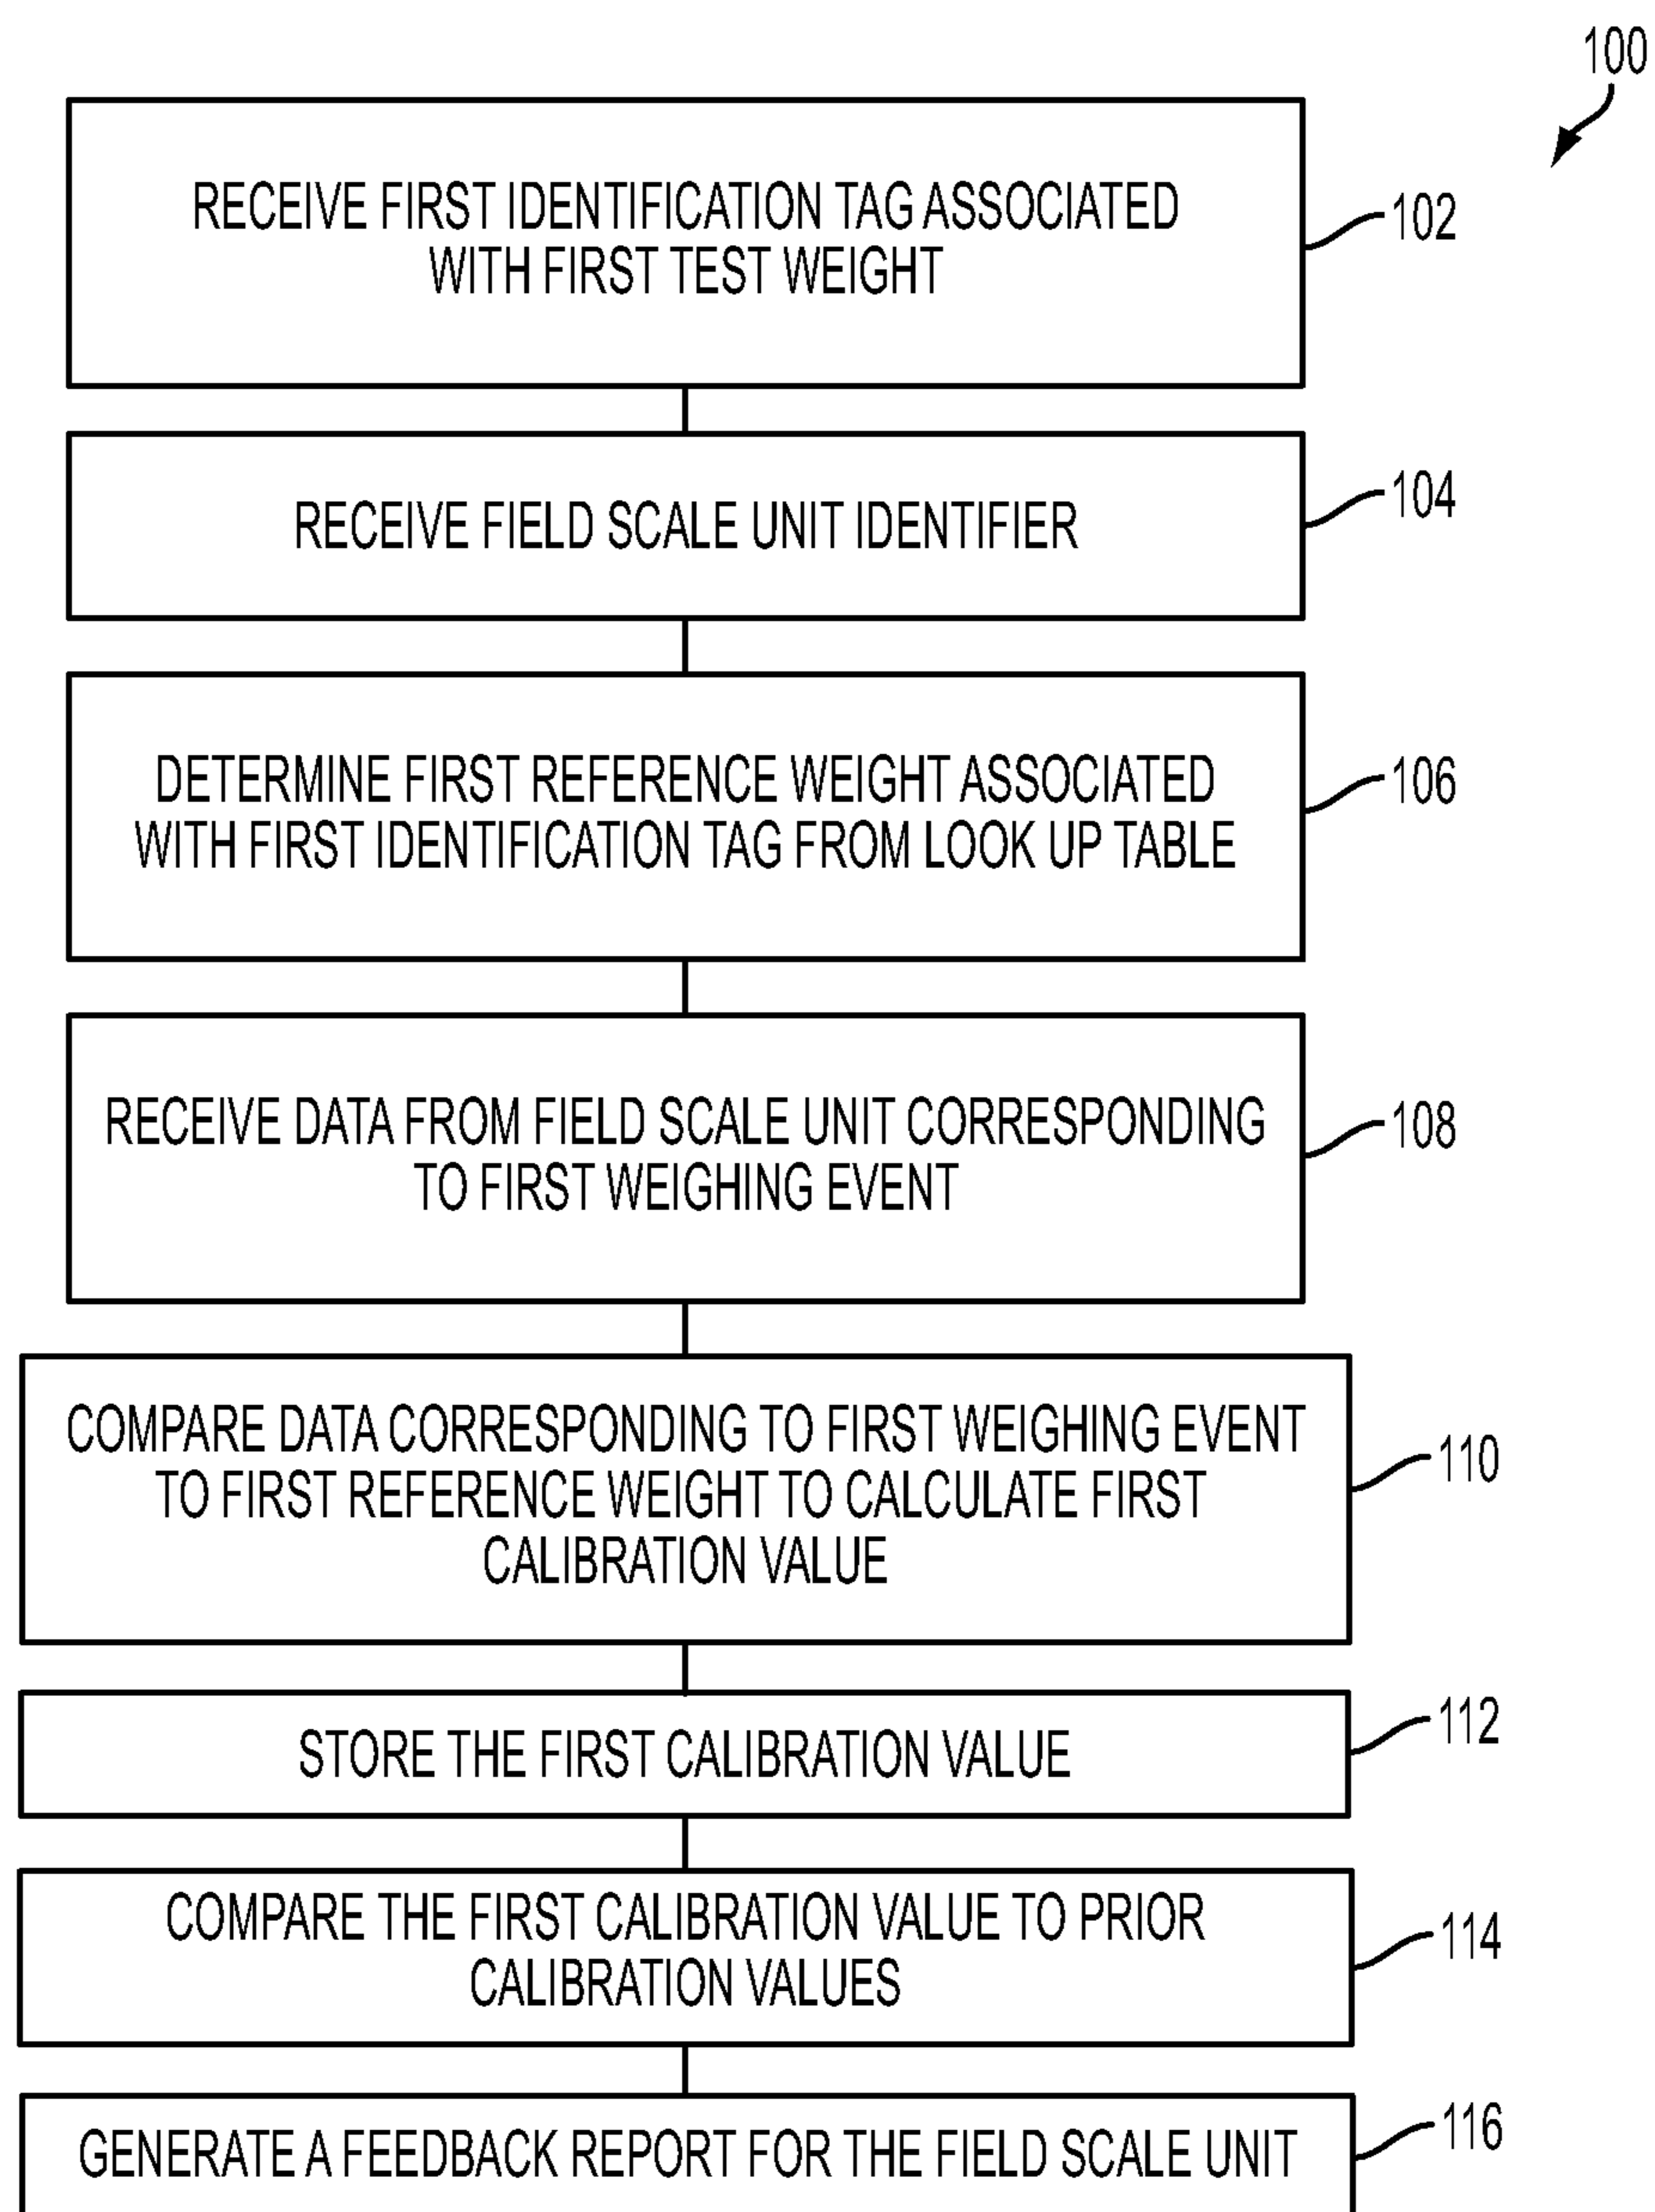 100
RECEIVE FIRST IDENTIFICATION TAG ASSOCIATED
WITH FIRST TEST WEIGHT
102
RECEIVE FIELD SCALE UNIT IDENTIFIER
104
DETERMINE FIRST REFERENCE WEIGHT ASSOCIATED
WITH FIRST IDENTIFICATION TAG FROM LOOK UP TABLE
106
RECEIVE DATA FROM FIELD SCALE UNIT CORRESPONDING
TO FIRST WEIGHING EVENT
108
COMPARE DATA CORRESPONDING TO FIRST WEIGHING EVENT
TO FIRST REFERENCE WEIGHT TO CALCULATE FIRST
CALIBRATION VALUE
110
STORE THE FIRST CALIBRATION VALUE
112
COMPARE THE FIRST CALIBRATION VALUE TO PRIOR
CALIBRATION VALUES
114
GENERATE A FEEDBACK REPORT FOR THE FIELD SCALE UNIT
116